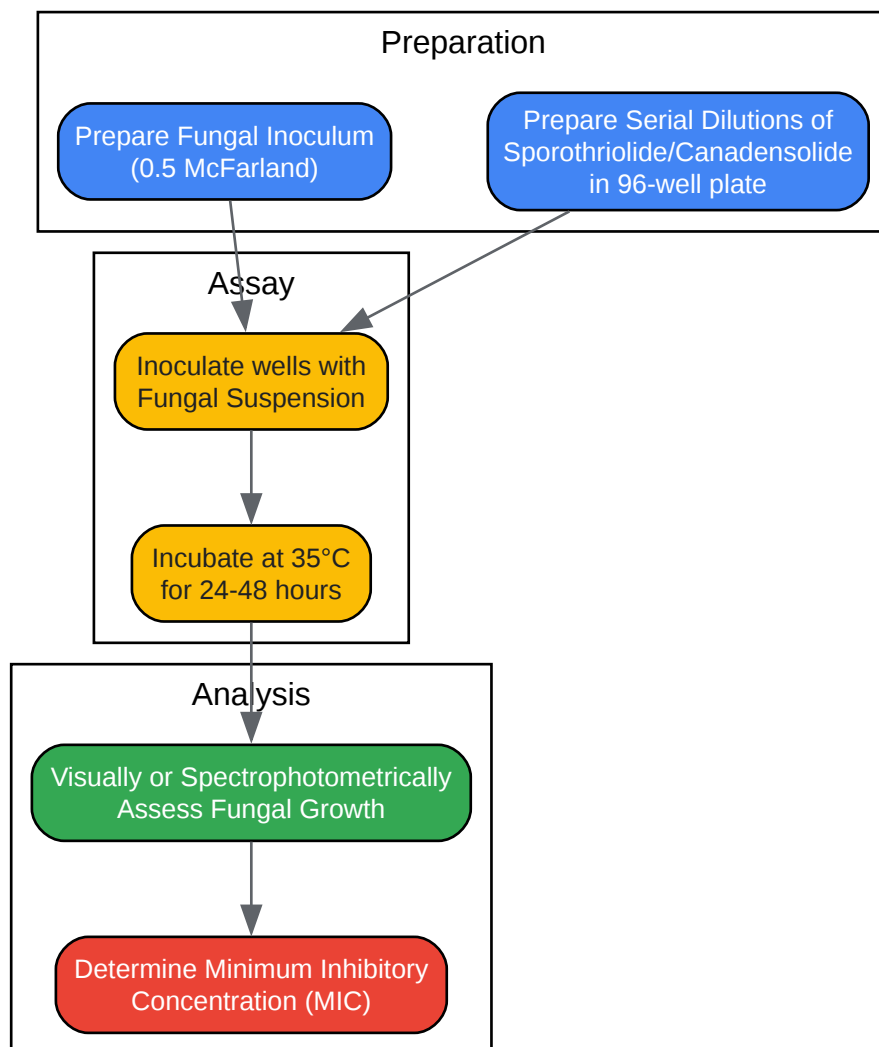 Preparation
Prepare Fungal Inoculum
(0.5 McFarland)
Prepare Serial Dilutions of
Sporothriolide/Canadensolide
in 96-well plate
Assay
Inoculate wells with
Fungal Suspension
Incubate at 35°C
for 24-48 hours
Analysis
Visually or Spectrophotometrically
Assess Fungal Growth
Determine Minimum Inhibitory
Concentration (MIC)